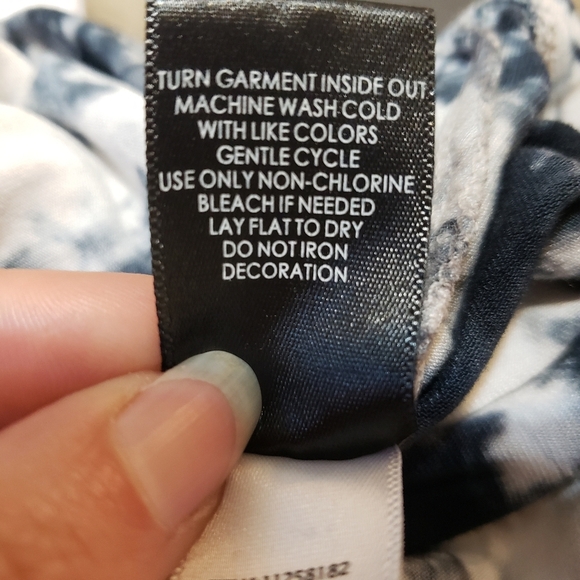 TURN GARMENT INSIDE OUT
MACHINE WASH COLD
WITH LIKE COLORS
GENTLE CYCLE
USE ONLY NON-CHLORINE
BLEACH IF NEEDED
LAY FLAT TO DRY
DO NOT IRON
DECORATION
11258182